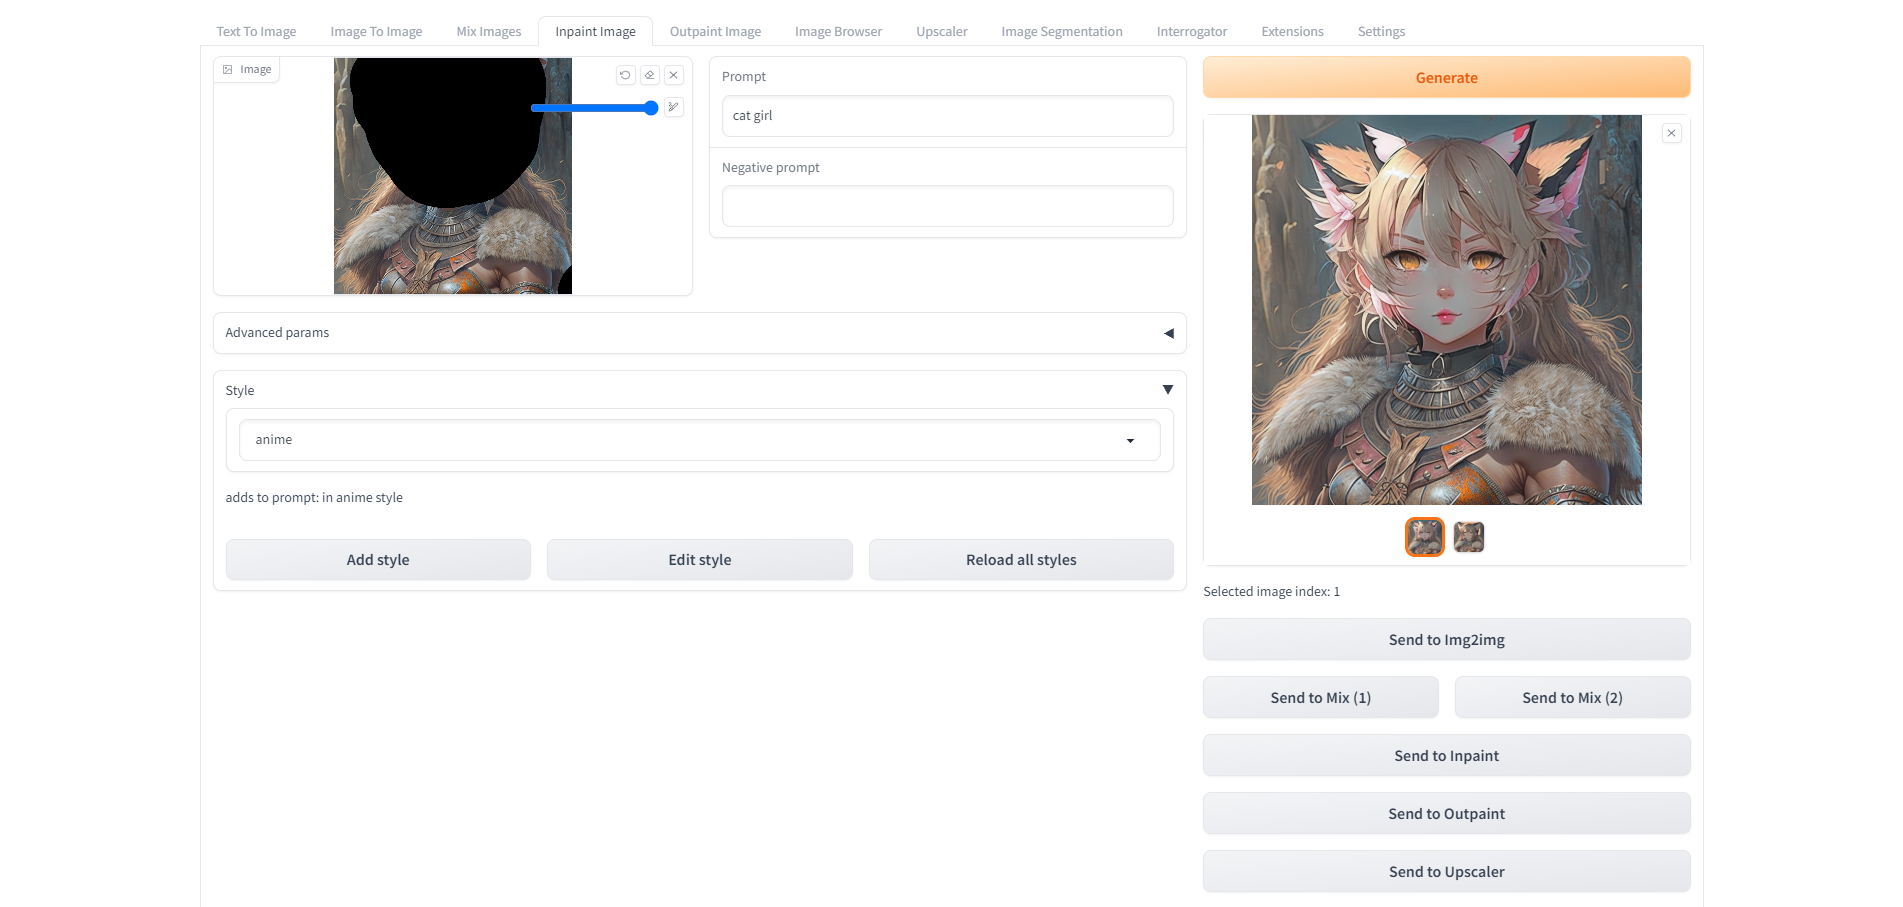 Text To Image
Image To Image
Mix Images
Inpaint Image
Outpaint Image
Image Browser
Upscaler
Image Segmentation
Interrogator
Extensions
Settings
Image
Prompt
cat girl
Negative prompt
Advanced params
Style
anime
adds to prompt: in anime style
Add style
Edit style
Reload all styles
Generate
Selected image index: 1
Send to Img2img
Send to Mix (1)
Send to Mix (2)
Send to Inpaint
Send to Outpaint
Send to Upscaler